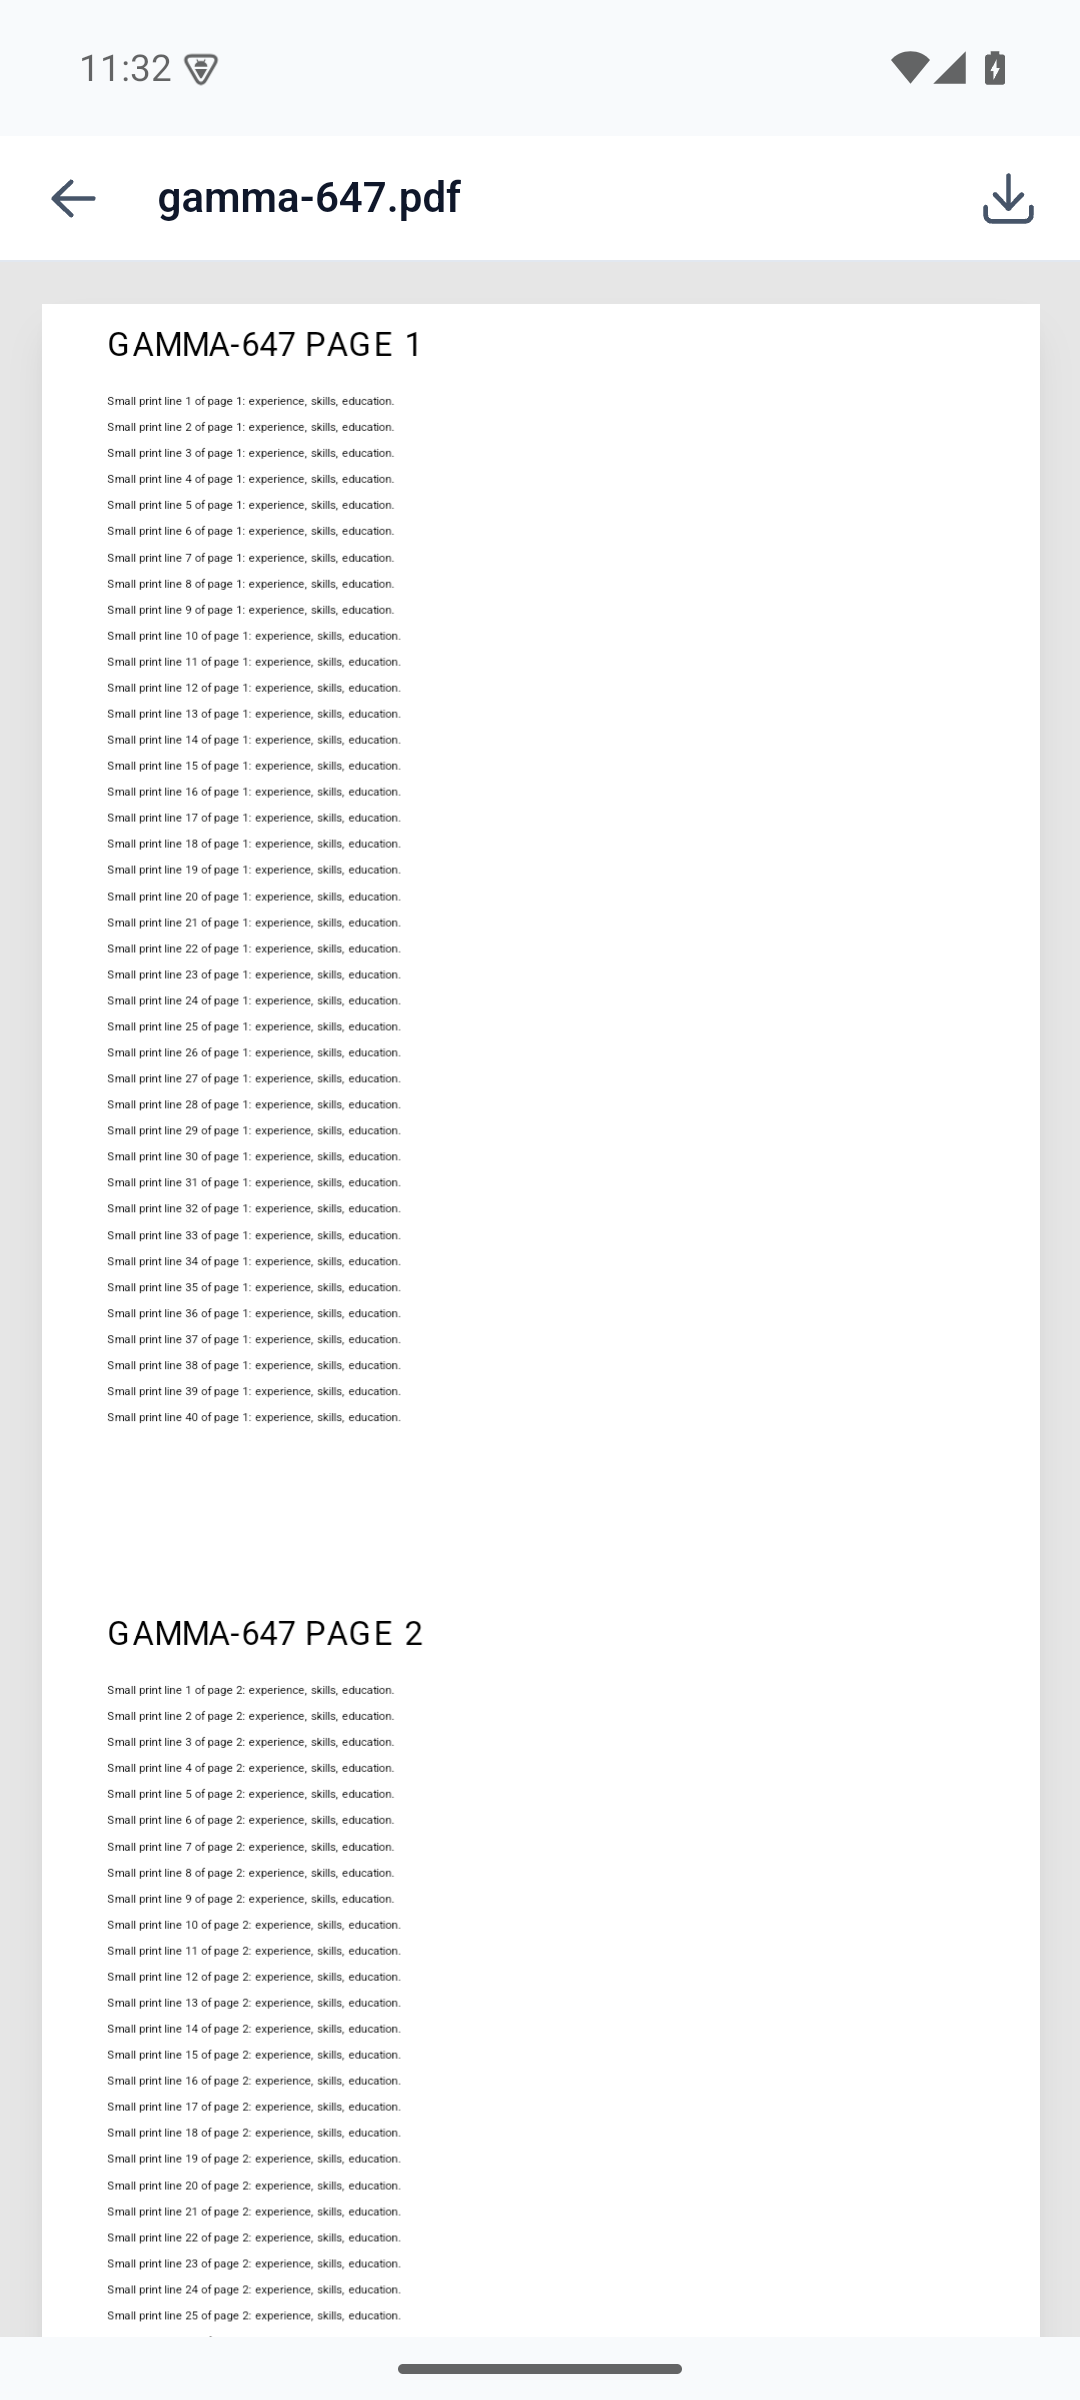 11:32
gamma-647.pdf
GAMMA-647 PAGE 1
Small print line 1 of page 1: experience, skills, education.
Small print line 2 of page 1: experience, skills, education.
Small print line 3 of page 1: experience, skills, education.
Small print line 4 of page 1: experience, skills, education.
Small print line 5 of page 1: experience, skills, education.
Small print line 6 of page 1: experience, skills, education.
Small print line 7 of page 1: experience, skills, education.
Small print line 8 of page 1: experience, skills, education.
Small print line 9 of page 1: experience, skills, education.
Small print line 10 of page 1: experience, skills, education.
Small print line 11 of page 1: experience, skills, education.
Small print line 12 of page 1: experience, skills, education.
Small print line 13 of page 1: experience, skills, education.
Small print line 14 of page 1: experience, skills, education.
Small print line 15 of page 1: experience, skills, education.
Small print line 16 of page 1: experience, skills, education.
Small print line 17 of page 1: experience, skills, education.
Small print line 18 of page 1: experience, skills, education.
Small print line 19 of page 1: experience, skills, education.
Small print line 20 of page 1: experience, skills, education.
Small print line 21 of page 1: experience, skills, education.
Small print line 22 of page 1: experience, skills, education.
Small print line 23 of page 1: experience, skills, education.
Small print line 24 of page 1: experience, skills, education.
Small print line 25 of page 1: experience, skills, education.
Small print line 26 of page 1: experience, skills, education.
Small print line 27 of page 1: experience, skills, education.
Small print line 28 of page 1: experience, skills, education.
Small print line 29 of page 1: experience, skills, education.
Small print line 30 of page 1: experience, skills, education.
Small print line 31 of page 1: experience, skills, education.
Small print line 32 of page 1: experience, skills, education.
Small print line 33 of page 1: experience, skills, education.
Small print line 34 of page 1: experience, skills, education.
Small print line 35 of page 1: experience, skills, education.
Small print line 36 of page 1: experience, skills, education.
Small print line 37 of page 1: experience, skills, education.
Small print line 38 of page 1: experience, skills, education.
Small print line 39 of page 1: experience, skills, education.
Small print line 40 of page 1: experience, skills, education.
GAMMA-647 PAGE 2
Small print line 1 of page 2: experience, skills, education.
Small print line 2 of page 2: experience, skills, education.
Small print line 3 of page 2: experience, skills, education.
Small print line 4 of page 2: experience, skills, education.
Small print line 5 of page 2: experience, skills, education.
Small print line 6 of page 2: experience, skills, education.
Small print line 7 of page 2: experience, skills, education.
Small print line 8 of page 2: experience, skills, education.
Small print line 9 of page 2: experience, skills, education.
Small print line 10 of page 2: experience, skills, education.
Small print line 11 of page 2: experience, skills, education.
Small print line 12 of page 2: experience, skills, education.
Small print line 13 of page 2: experience, skills, education.
Small print line 14 of page 2: experience, skills, education.
Small print line 15 of page 2: experience, skills, education.
Small print line 16 of page 2: experience, skills, education.
Small print line 17 of page 2: experience, skills, education.
Small print line 18 of page 2: experience, skills, education.
Small print line 19 of page 2: experience, skills, education.
Small print line 20 of page 2: experience, skills, education.
Small print line 21 of page 2: experience, skills, education.
Small print line 22 of page 2: experience, skills, education.
Small print line 23 of page 2: experience, skills, education.
Small print line 24 of page 2: experience, skills, education.
Small print line 25 of page 2: experience, skills, education.